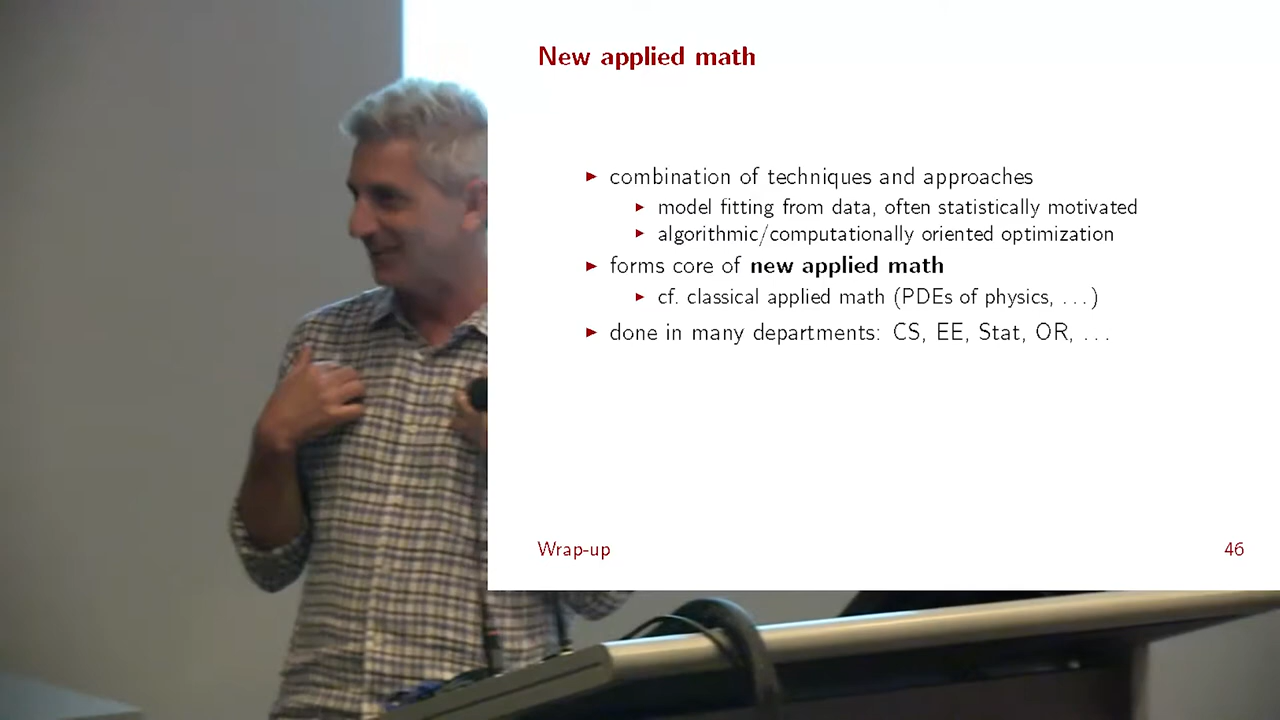 New applied math
▶ combination of techniques and approaches
▶ model fitting from data, often statistically motivated
▶ algorithmic/computationally oriented optimization
▶ forms core of new applied math
▶ cf. classical applied math (PDEs of physics, ...)
▶ done in many departments: CS, EE, Stat, OR, ...
Wrap-up
46